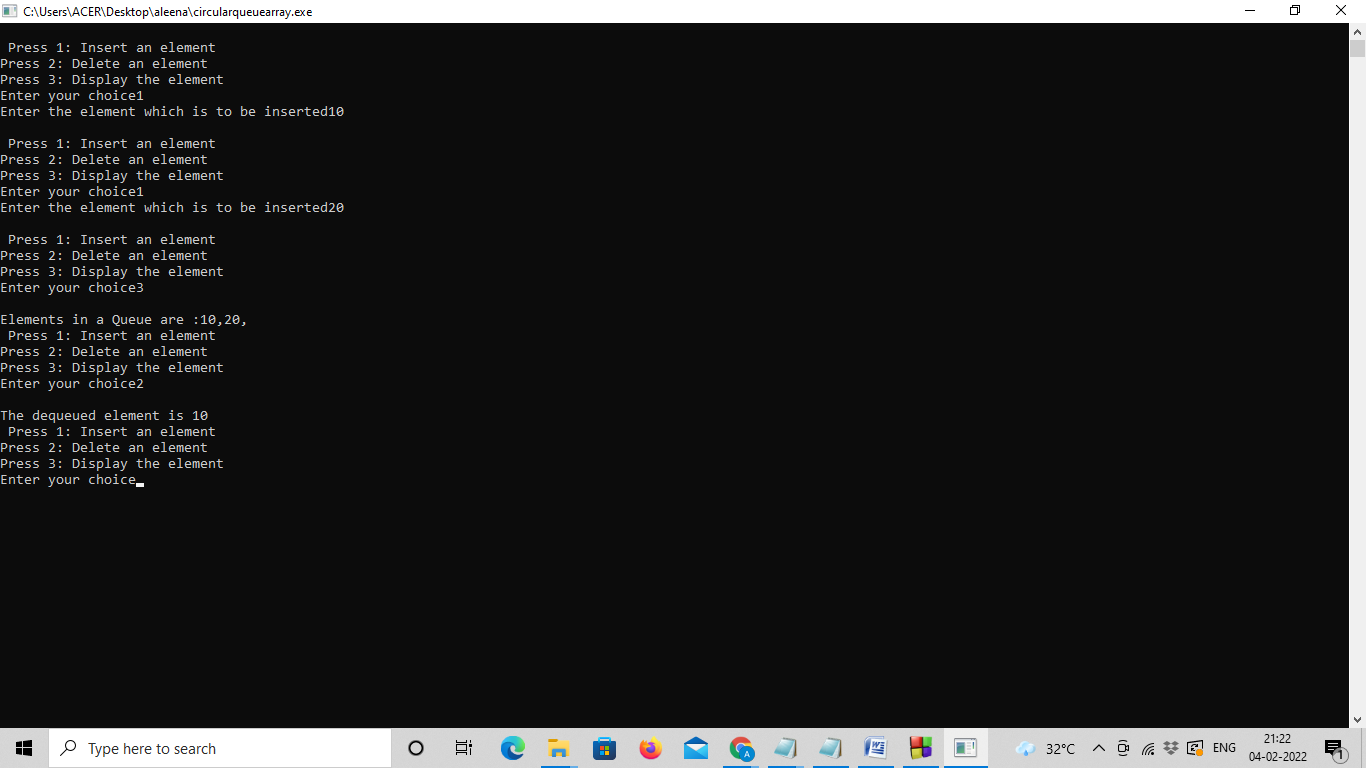 C:\Users\ACER\Desktop\aleena\circularqueuearray.exe
Press 1: Insert an element
Press 2: Delete an element
Press 3: Display the element
Enter your choice1
Enter the element which is to be inserted10
Press 1: Insert an element
Press 2: Delete an element
Press 3: Display the element
Enter your choice1
Enter the element which is to be inserted20
Press 1: Insert an element
Press 2: Delete an element
Press 3: Display the element
Enter your choice3
Elements in a Queue are :10,20,
Press 1: Insert an element
Press 2: Delete an element
Press 3: Display the element
Enter your choice2
The dequeued element is 10
Press 1: Insert an element
Press 2: Delete an element
Press 3: Display the element
Enter your choice
Type here to search
A
W
32°C
ENG
21:22
04-02-2022
1